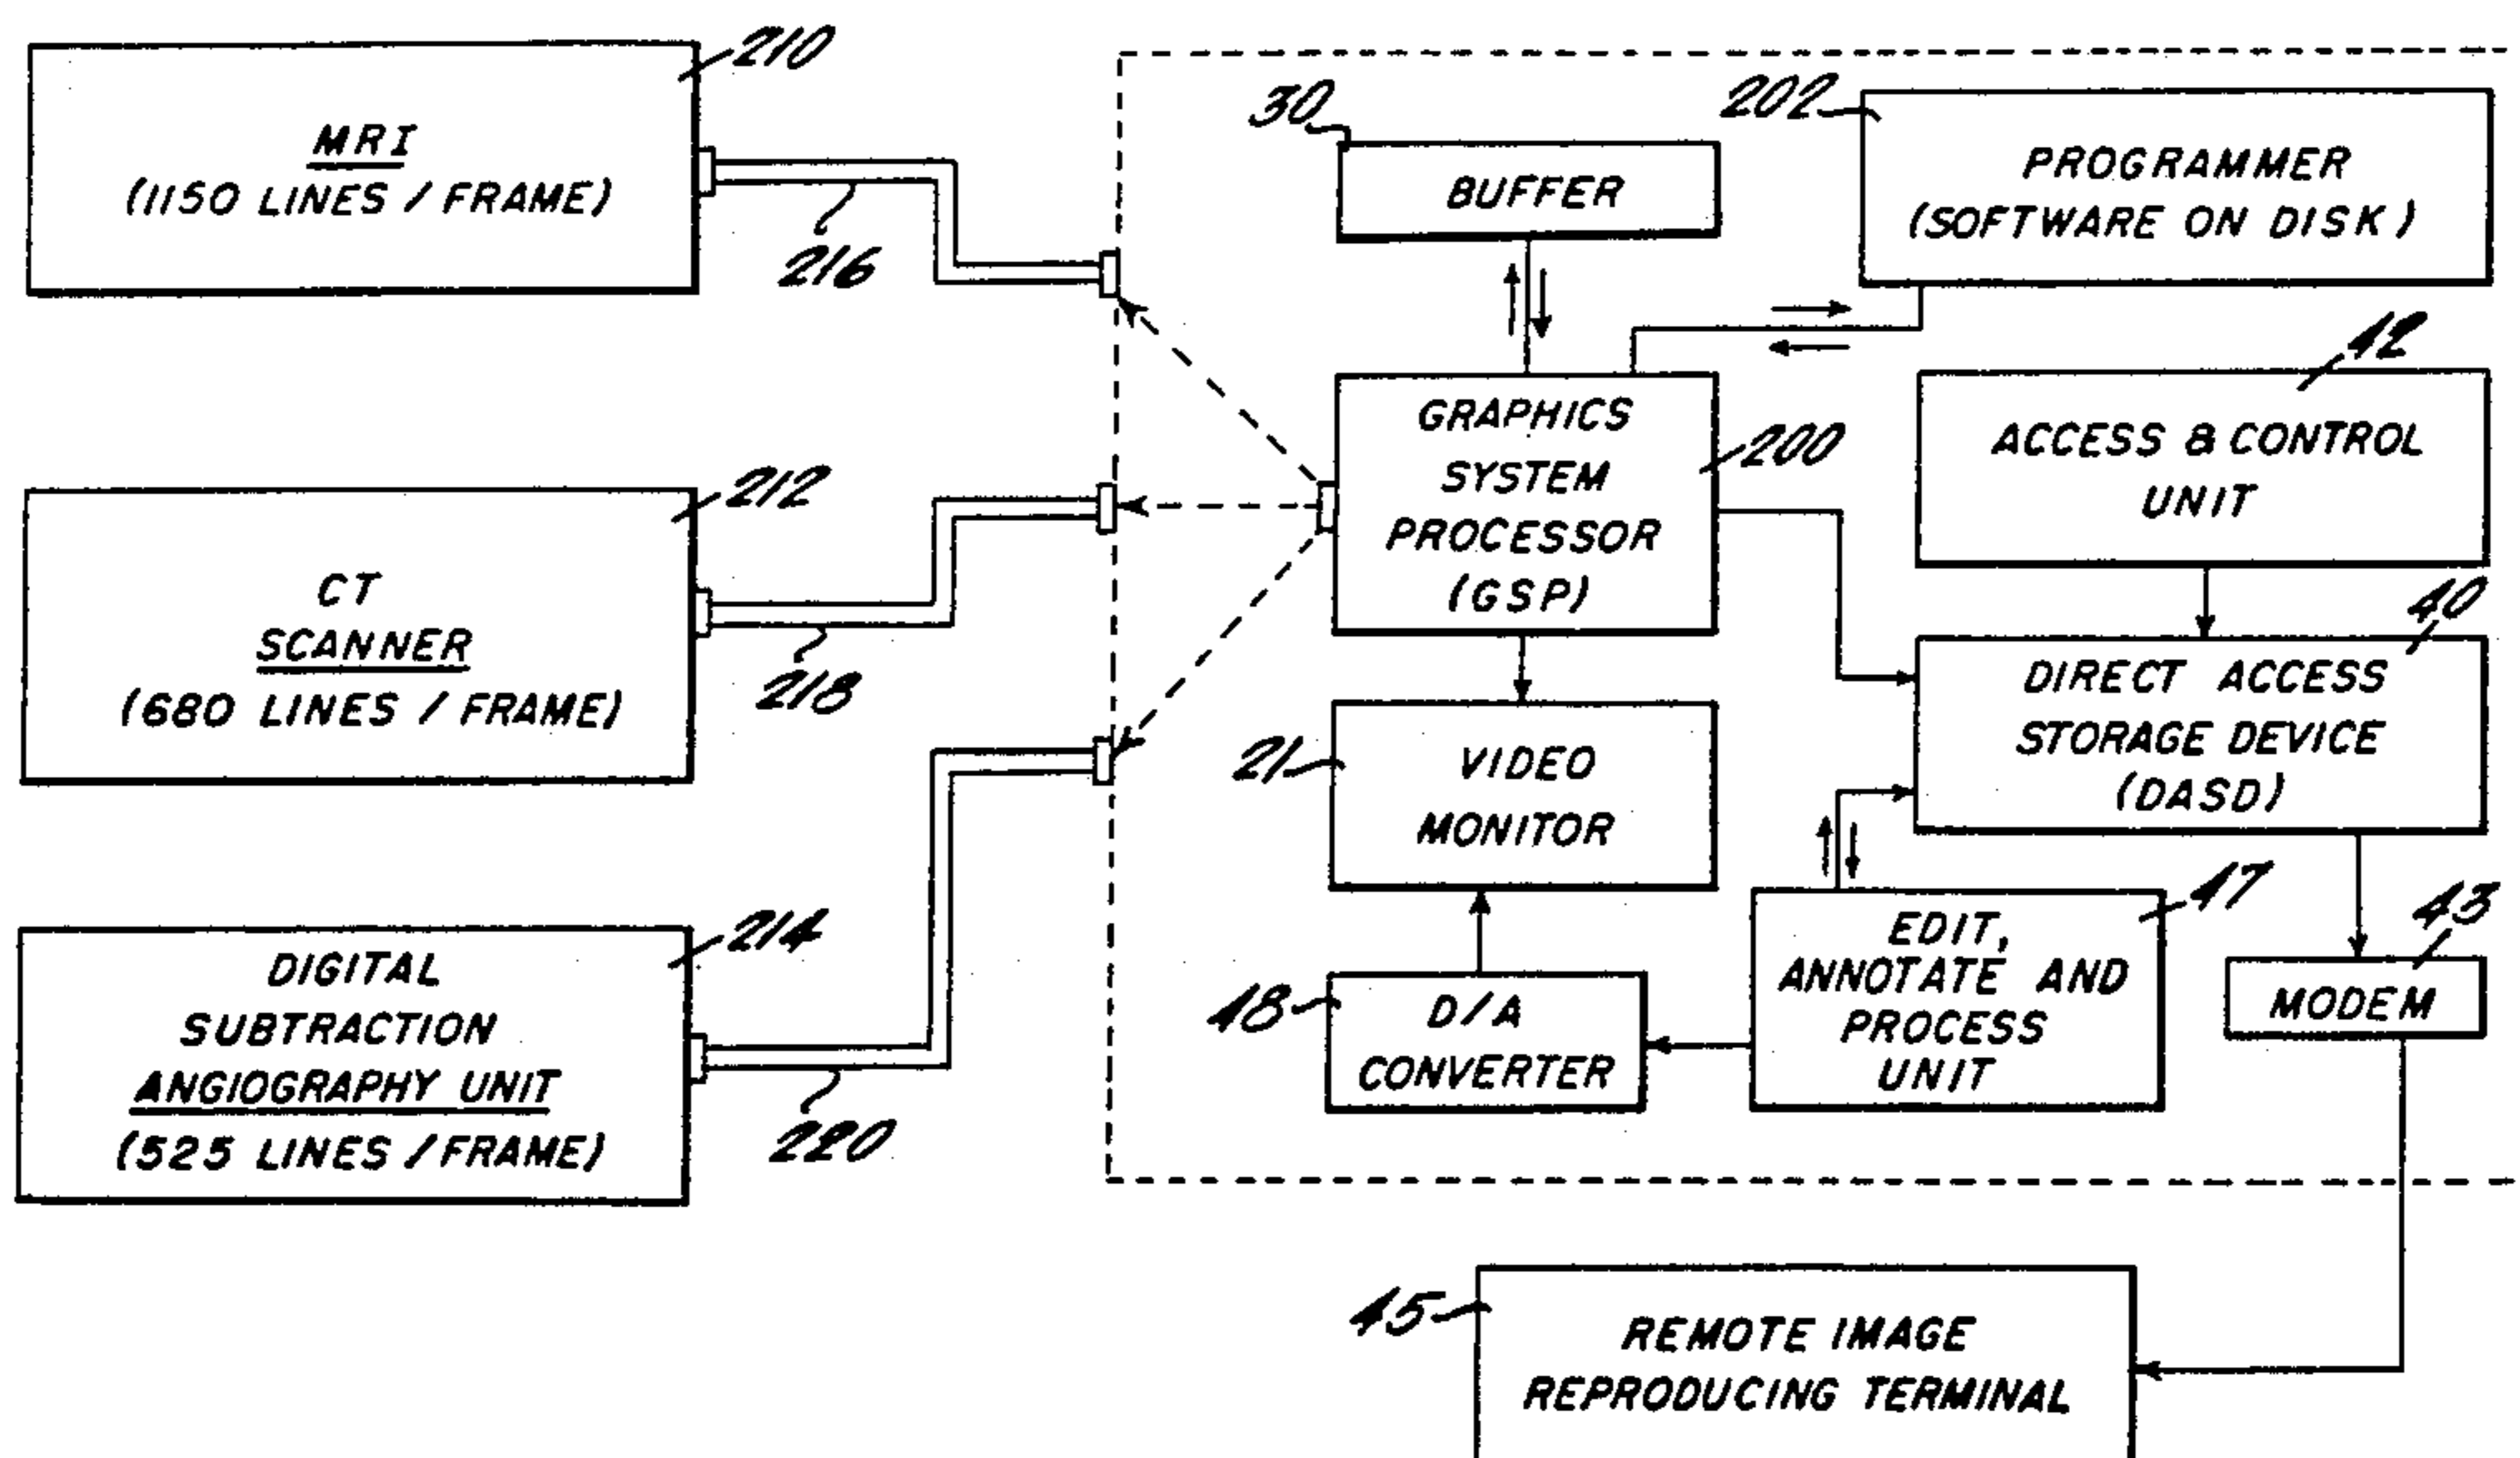 210
MRI
(1150 LINES / FRAME)
216
212
CT
SCANNER
(680 LINES / FRAME)
218
214
DIGITAL
SUBTRACTION
ANGIOGRAPHY UNIT
(525 LINES / FRAME)
220
30
BUFFER
202
PROGRAMMER
(SOFTWARE ON DISK)
GRAPHICS
SYSTEM
PROCESSOR
(GSP)
200
42
ACCESS & CONTROL
UNIT
40
DIRECT ACCESS
STORAGE DEVICE
(DASD)
21
VIDEO
MONITOR
47
EDIT,
ANNOTATE AND
PROCESS
UNIT
43
MODEM
48
D/A
CONVERTER
45
REMOTE IMAGE
REPRODUCING TERMINAL